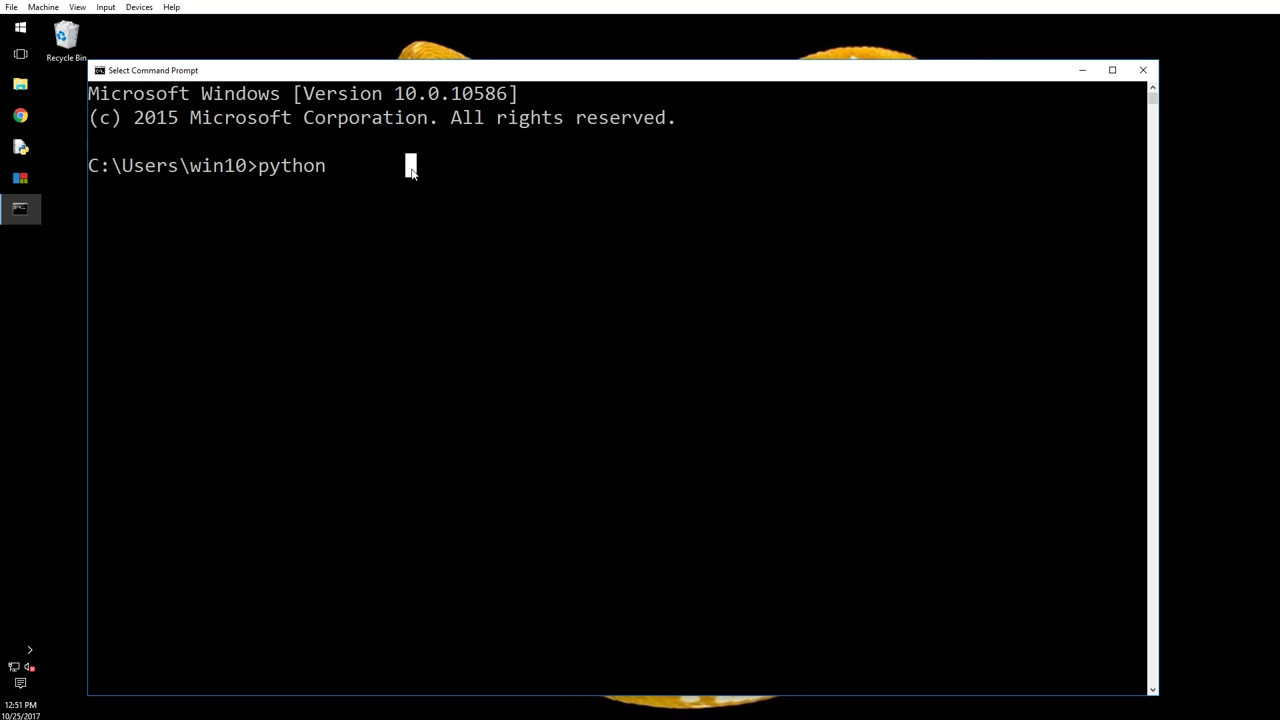 File Machine View Input Devices Help
Recycle Bin
Select Command Prompt
Microsoft Windows [Version 10.0.10586]
(c) 2015 Microsoft Corporation. All rights reserved.
C:\Users\win10>python
12:51 PM
10/25/2017